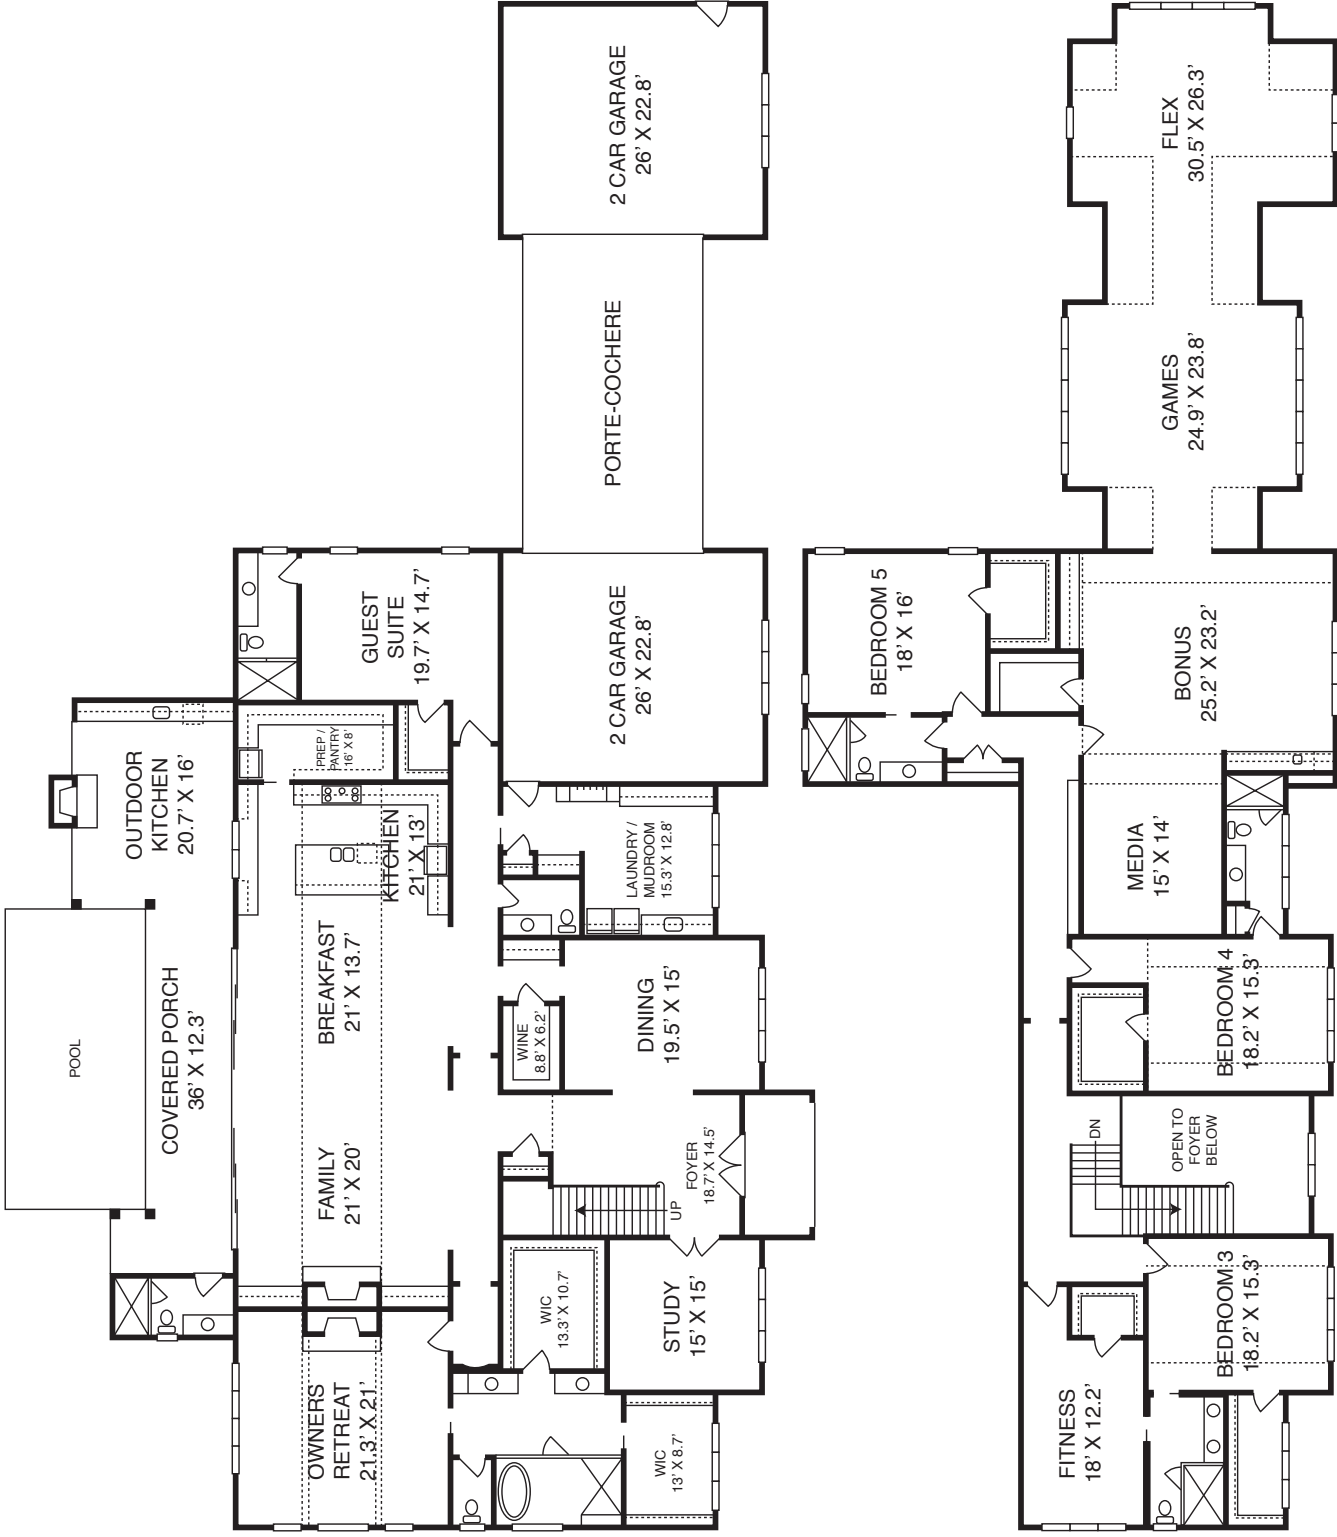 2 CAR GARAGE
26' X 22.8'
PORTE-COCHERE
2 CAR GARAGE
26' X 22.8'
GUEST
SUITE
19.7' X 14.7'
PREP /
PANTRY
16' X 8'
OUTDOOR
KITCHEN
20.7' X 16'
KITCHEN
21' X 13'
LAUNDRY /
MUDROOM
15.3' X 12.8'
POOL
COVERED PORCH
36' X 12.3'
BREAKFAST
21' X 13.7'
WINE
8.8' X 6.2'
DINING
19.5' X 15'
FAMILY
21' X 20'
FOYER
18.7' X 14.5'
UP
WIC
13.3' X 10.7'
STUDY
15' X 15'
OWNERS
RETREAT
21.3' X 21'
WIC
13' X 8.7'
FLEX
30.5' X 26.3'
GAMES
24.9' X 23.8'
BEDROOM 5
18' X 16'
BONUS
25.2' X 23.2'
MEDIA
15' X 14'
BEDROOM 4
18.2' X 15.3'
DN
OPEN TO
FOYER
BELOW
BEDROOM 3
18.2' X 15.3'
FITNESS
18' X 12.2'